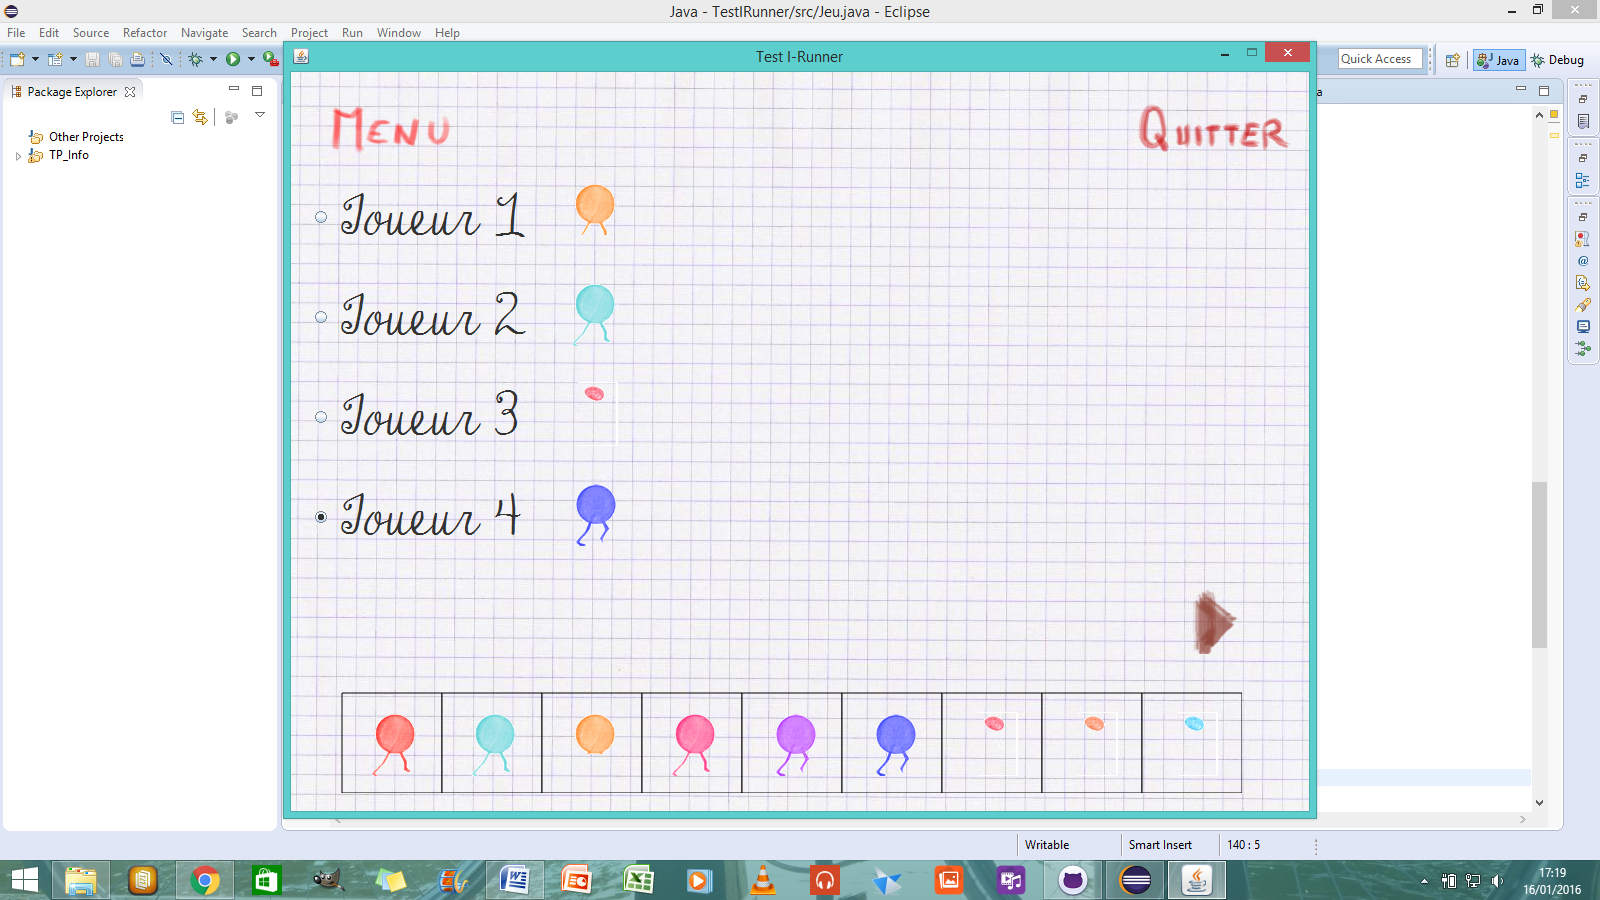 Java - TestIRunner/src/Jeu.java - Eclipse
File Edit Source Refactor Navigate Search Project Run Window Help
Test I-Runner
Quick Access
Java
Debug
Package Explorer
a
Other Projects
TP_Info
MENU
QUITTER
Joueur 1
Joueur 2
Joueur 3
Joueur 4
Writable
Smart Insert
140 : 5
17:19
16/01/2016